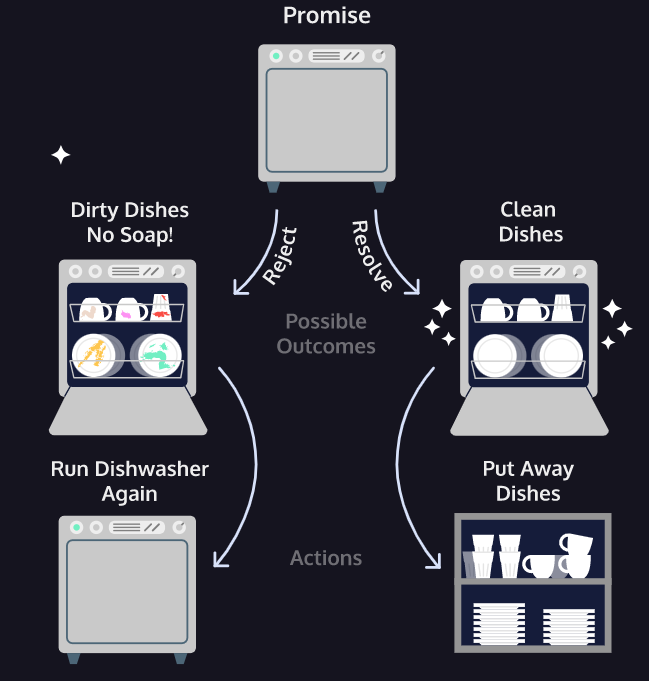 Promise
Dirty Dishes
No Soap!
Clean
Dishes
Reject
Resolve
Possible
Outcomes
Run Dishwasher
Again
Put Away
Dishes
Actions